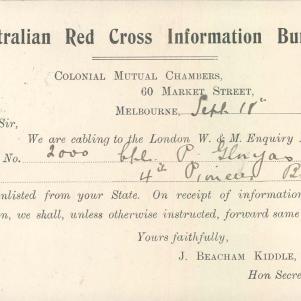 tralian Red Cross Information Bur
Colonial Mutual Chambers,
60 Market Street,
Melbourne, Sept 18
Sir,
We are cabling to the London W. & M. Enquiry
No. 2000 Cpl. P.
4th Pioneer B
nlisted from your State. On receipt of information
n, we shall, unless otherwise instructed, forward same
Yours faithfully,
J. BEACHAM KIDDLE,
Hon Secre